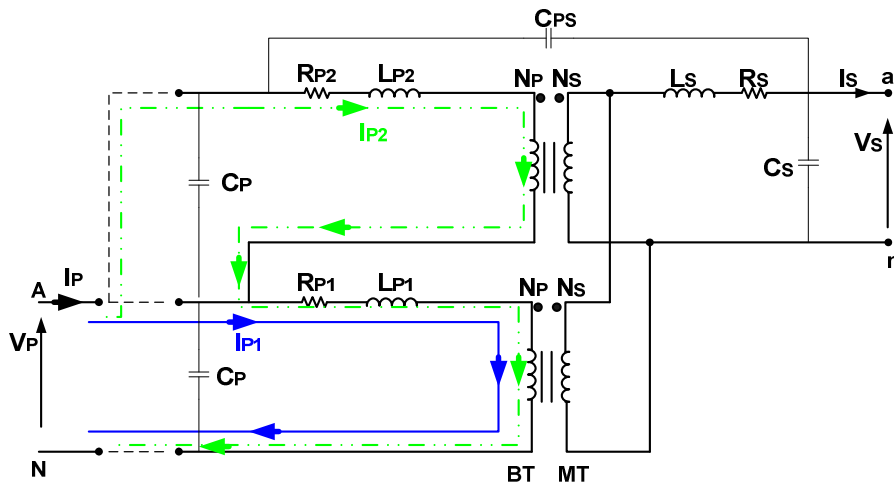 CPS
RP2 LP2 NP NS LS RS IS a
IP2
CP CS VS
n
A IP RP1 LP1 NP NS
VP IP1
CP
N BT MT